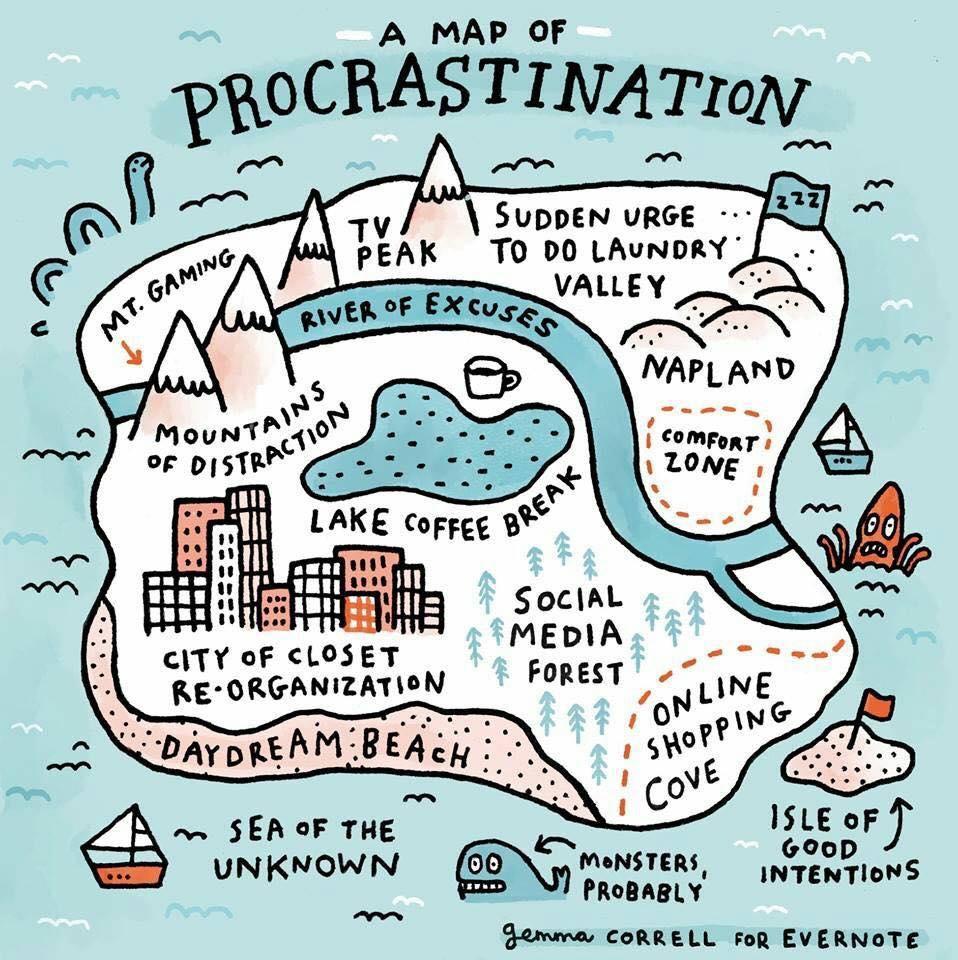 A MAP OF
PROCRASTINATION
ZZZ
TV
PEAK
SUDDEN URGE
TO DO LAUNDRY
VALLEY
MT. GAMING
RIVER OF EXCUSES
NAPLAND
MOUNTAINS
OF DISTRACTION
COMFORT
ZONE
LAKE COFFEE BREAK
SOCIAL
MEDIA
FOREST
CITY OF CLOSET
RE-ORGANIZATION
ONLINE
SHOPPING
COVE
DAYDREAM BEACH
SEA OF THE
UNKNOWN
MONSTERS,
PROBABLY
ISLE OF
GOOD
INTENTIONS
gemma CORRELL FOR EVERNOTE